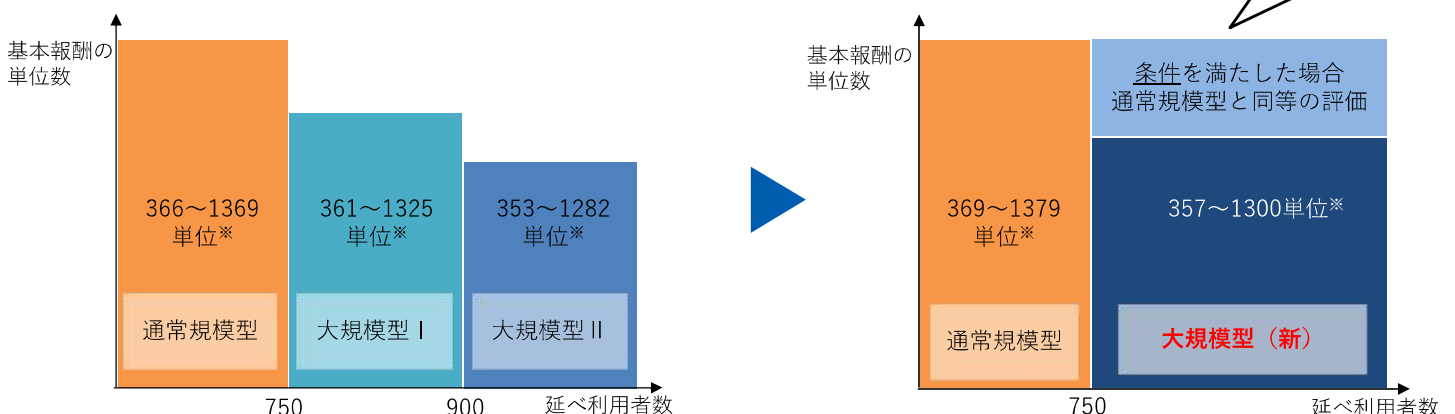 基本報酬の
単位数
366～1369
単位※
361～1325
単位※
353～1282
単位※
通常規模型
大規模型Ⅰ
大規模型Ⅱ
750
900
延べ利用者数
基本報酬の
単位数
条件を満たした場合
通常規模型と同等の評価
369～1379
単位※
357～1300単位※
通常規模型
大規模型（新）
750
延べ利用者数